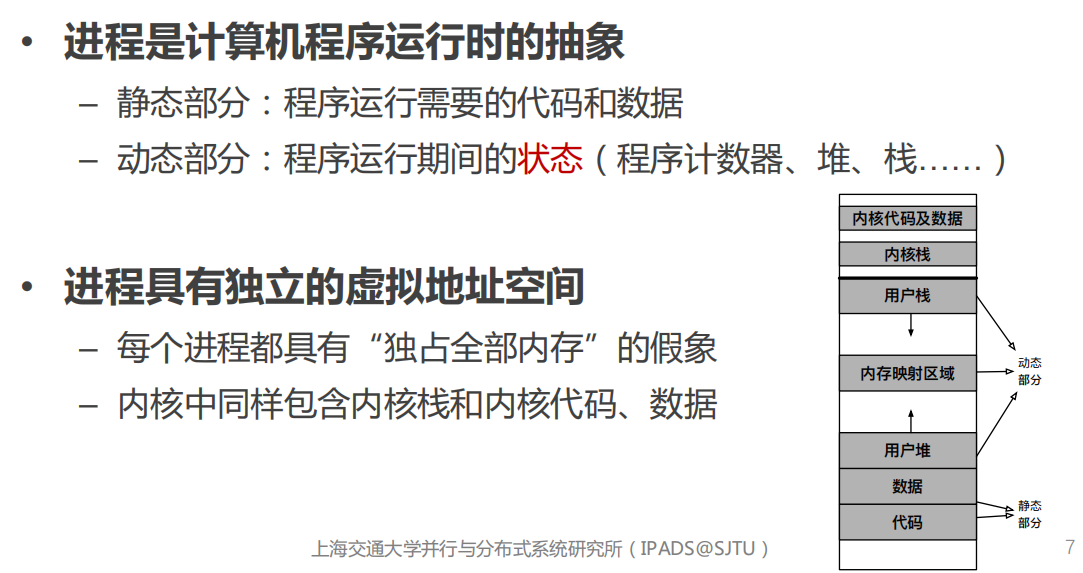 • 进程是计算机程序运行时的抽象
– 静态部分：程序运行需要的代码和数据
– 动态部分：程序运行期间的状态（程序计数器、堆、栈……）
• 进程具有独立的虚拟地址空间
– 每个进程都具有“独占全部内存”的假象
– 内核中同样包含内核栈和内核代码、数据
内核代码及数据
内核栈
用户栈
内存映射区域
用户堆
数据
代码
动态
部分
静态
部分
上海交通大学并行与分布式系统研究所（IPADS@SJTU）
7